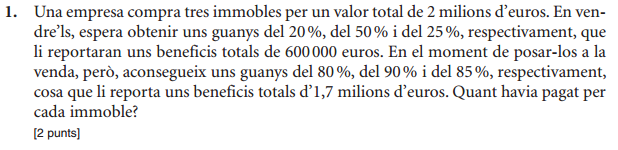 1. Una empresa compra tres immobles per un valor total de 2 milions d’euros. En ven-
dre’ls, espera obtenir uns guanys del 20 %, del 50 % i del 25 %, respectivament, que
li reportaran uns beneficis totals de 600 000 euros. En el moment de posar-los a la
venda, però, aconsegueix uns guanys del 80 %, del 90 % i del 85 %, respectivament,
cosa que li reporta uns beneficis totals d’1,7 milions d’euros. Quant havia pagat per
cada immoble?
[2 punts]